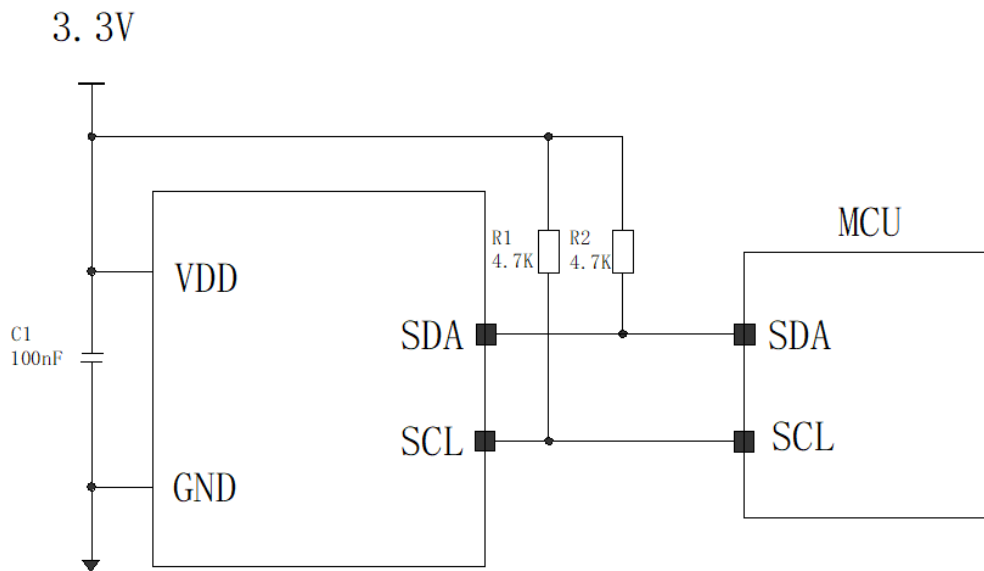 3.3V
MCU
R1
4.7K
R2
4.7K
VDD
C1
100nF
SDA
SDA
SCL
SCL
GND